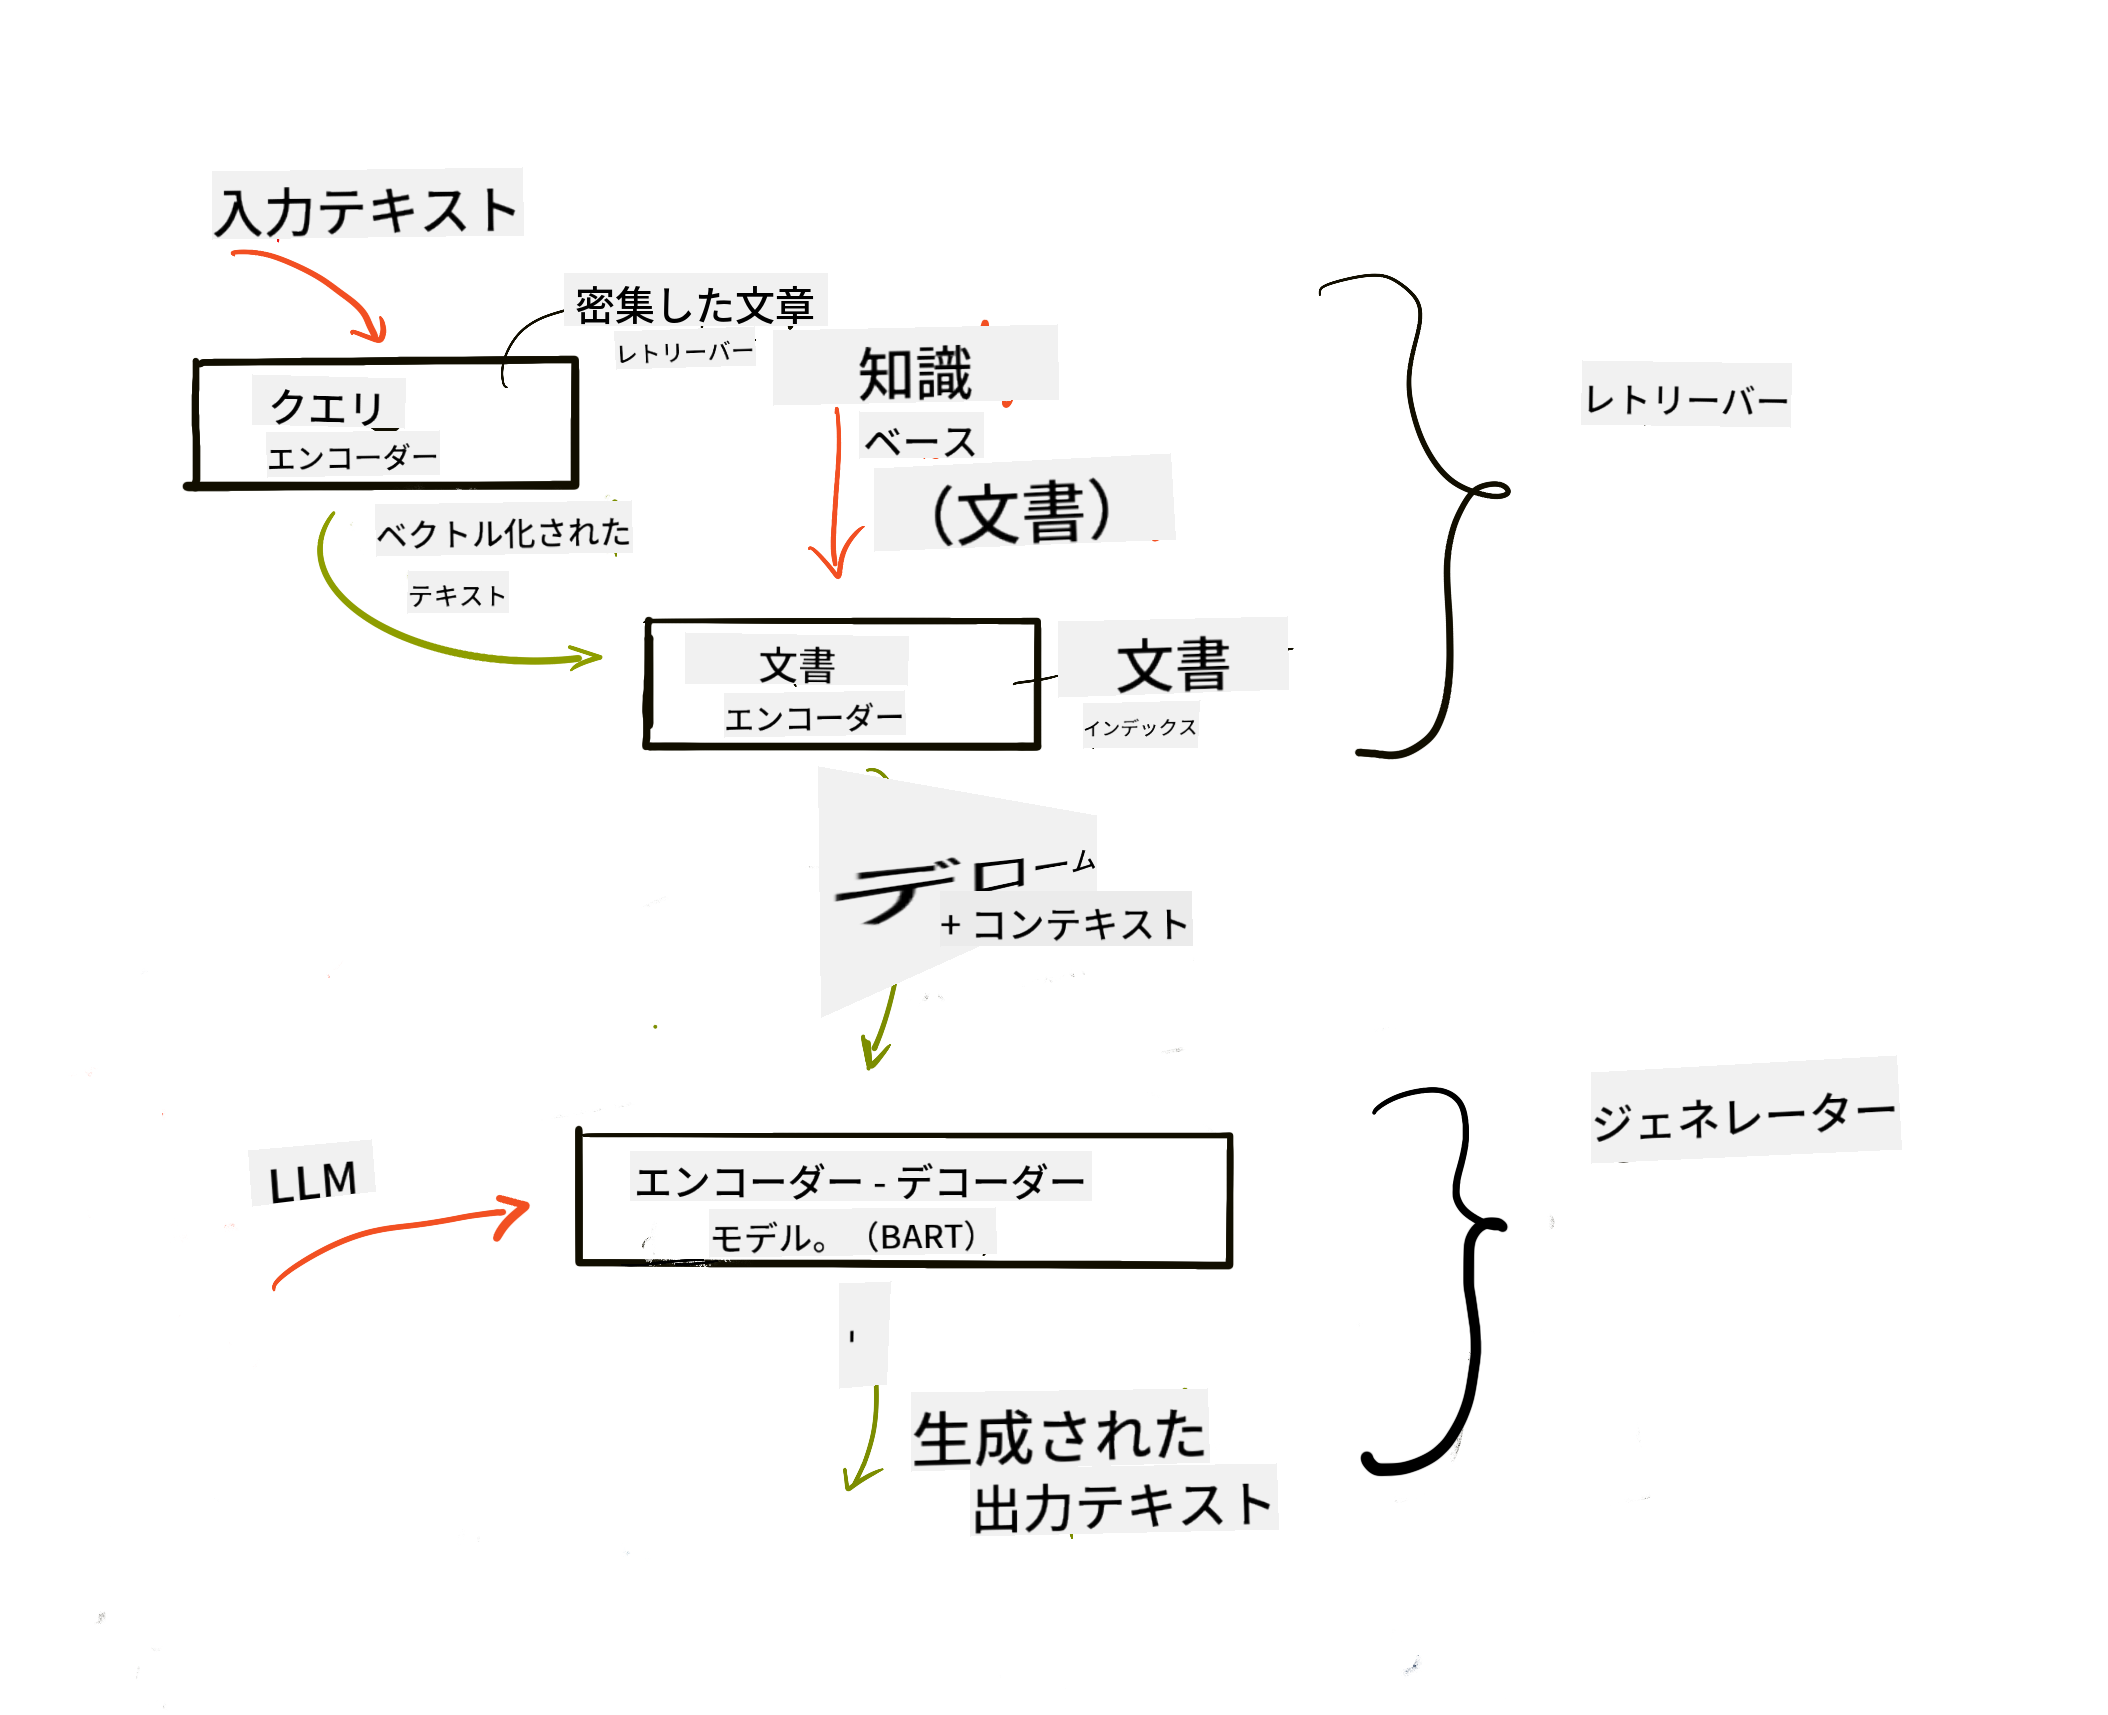 入力テキスト
密集した文章
レトリーバー
クエリ
エンコーダー
知識
ベース
（文書）
レトリーバー
ベクトル化された
テキスト
文書
エンコーダー
文書
インデックス
デローム
+ コンテキスト
LLM
エンコーダー - デコーダー
モデル。（BART）
ジェネレーター
生成された
出力テキスト